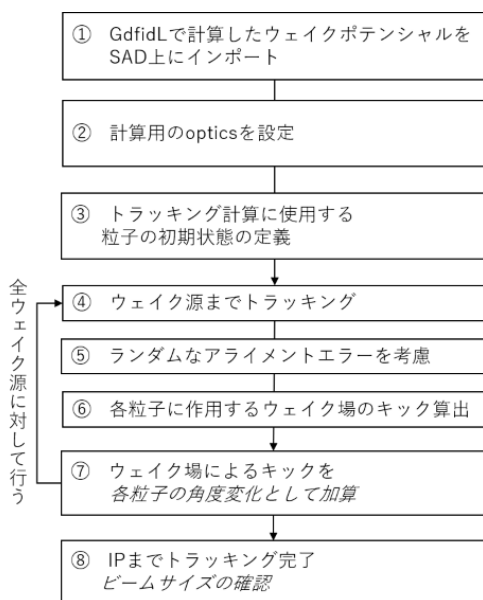 ① GdfidLで計算したウェイクポテンシャルを
SAD上にインポート
② 計算用のopticsを設定
③ トラッキング計算に使用する
粒子の初期状態の定義
④ ウェイク源までトラッキング
⑤ ランダムなアライメントエラーを考慮
⑥ 各粒子に作用するウェイク場のキック算出
⑦ ウェイク場によるキックを
各粒子の角度変化として加算
全ウェイク源に対して行う
⑧ IPまでトラッキング完了
ビームサイズの確認